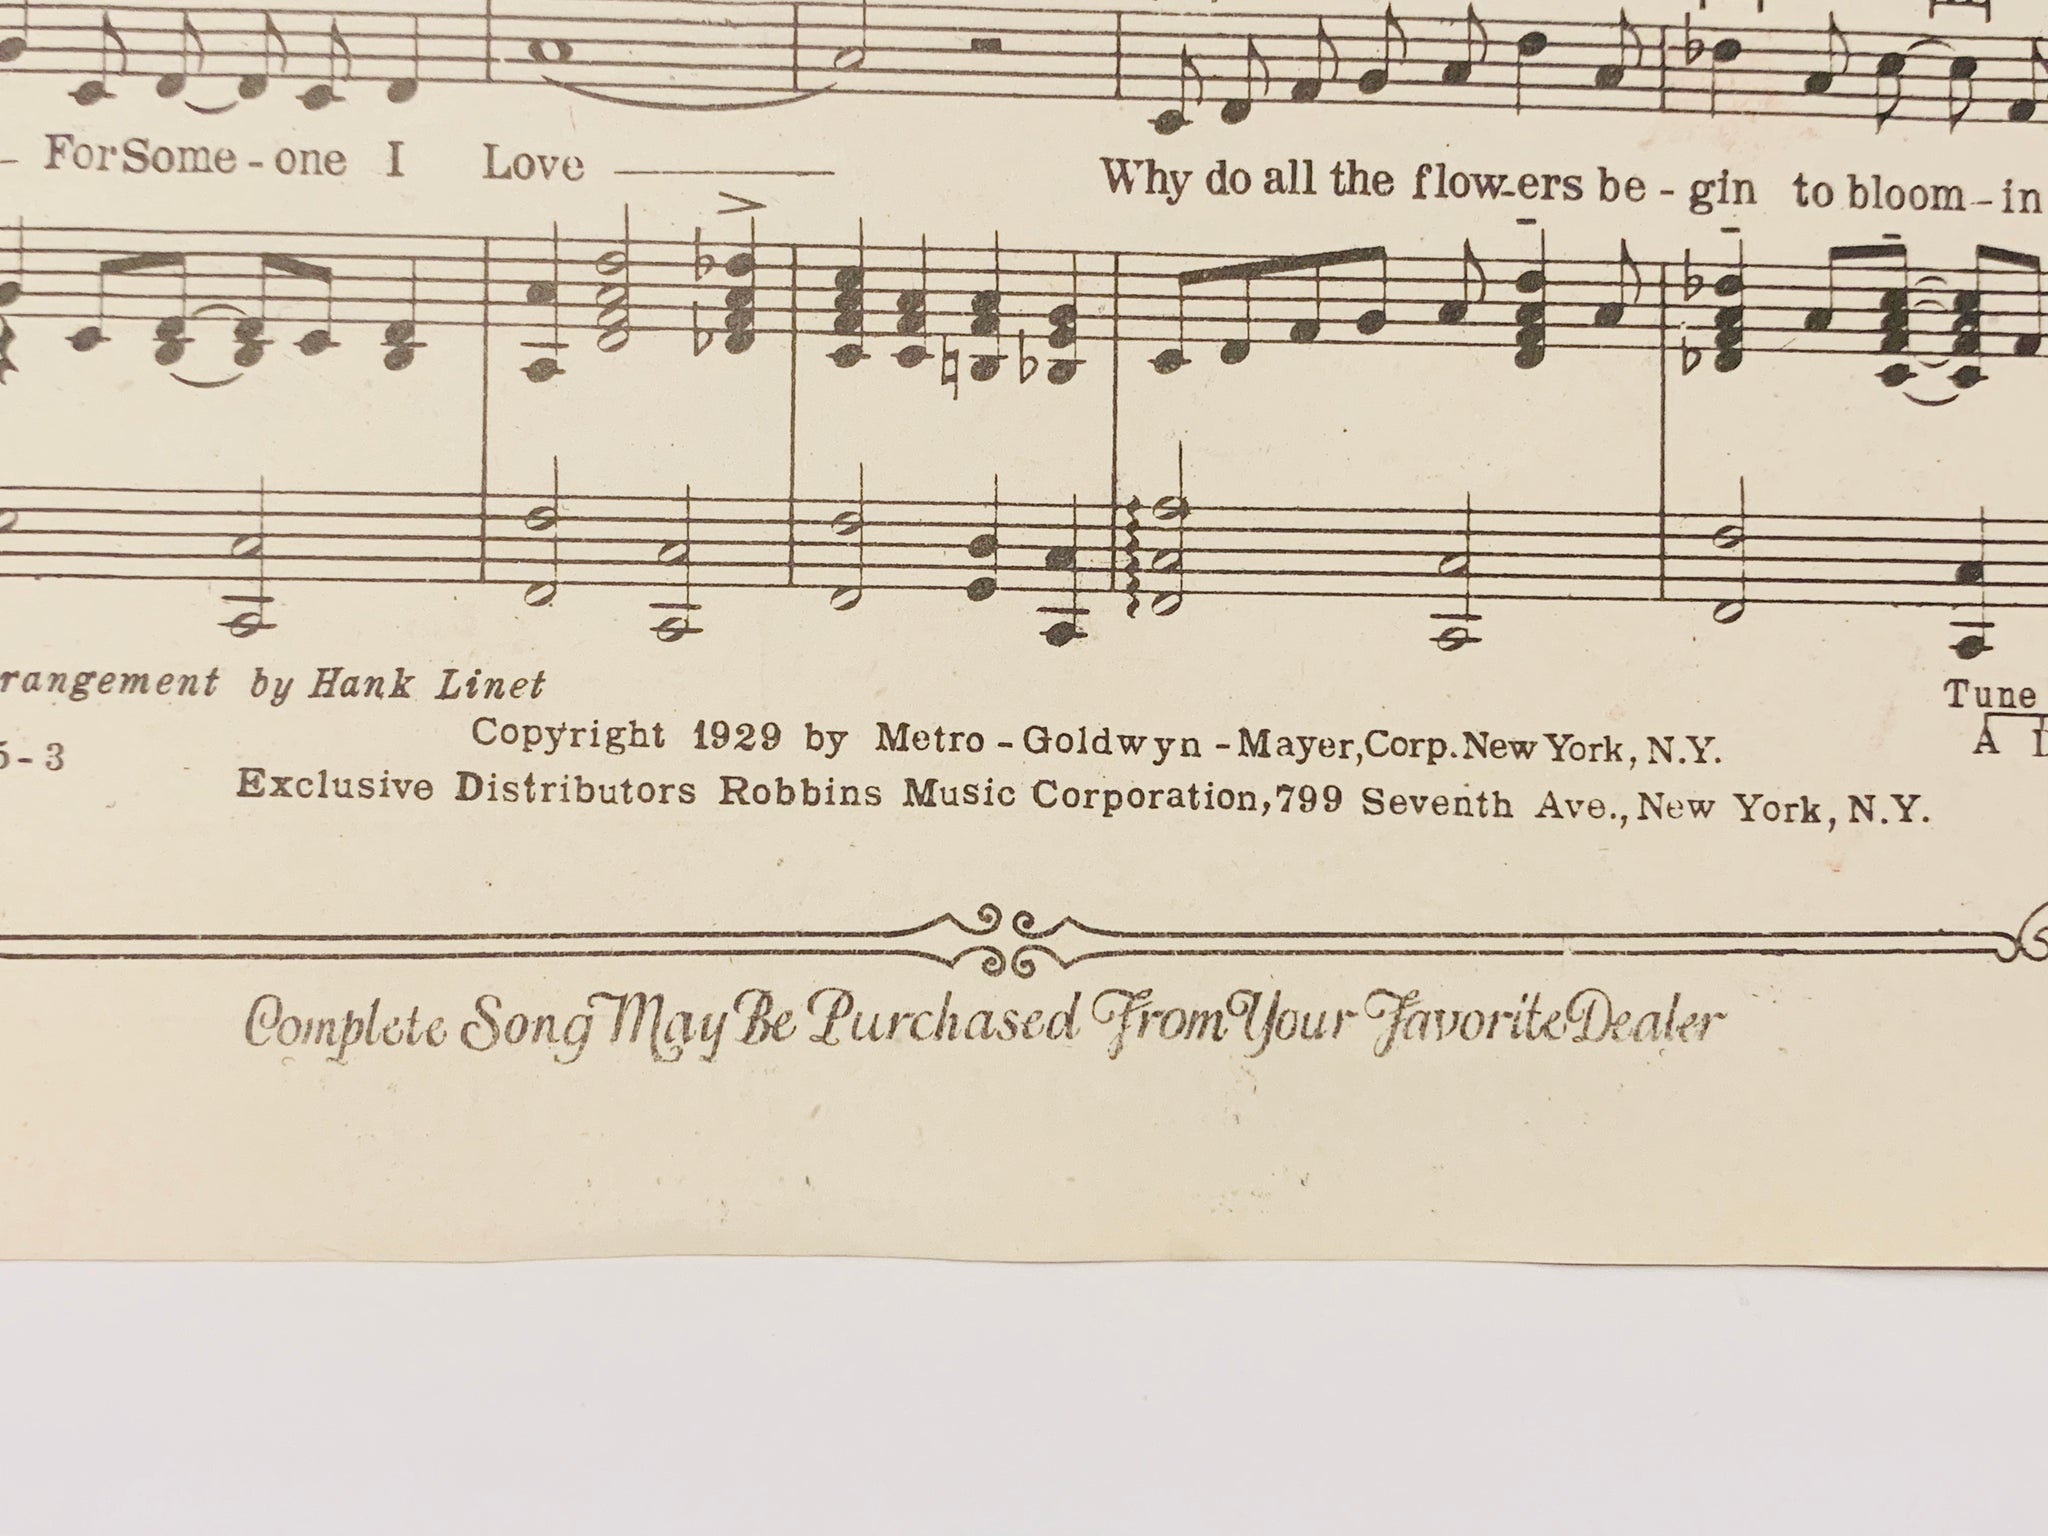 For Some-one I Love
Why do all the flow-ers be-gin to bloom-in
rangement by Hank Linet
Tune
A D
5-3
Copyright 1929 by Metro-Goldwyn-Mayer, Corp. New York, N.Y.
Exclusive Distributors Robbins Music Corporation, 799 Seventh Ave., New York, N.Y.
Complete Song May Be Purchased From Your Favorite Dealer